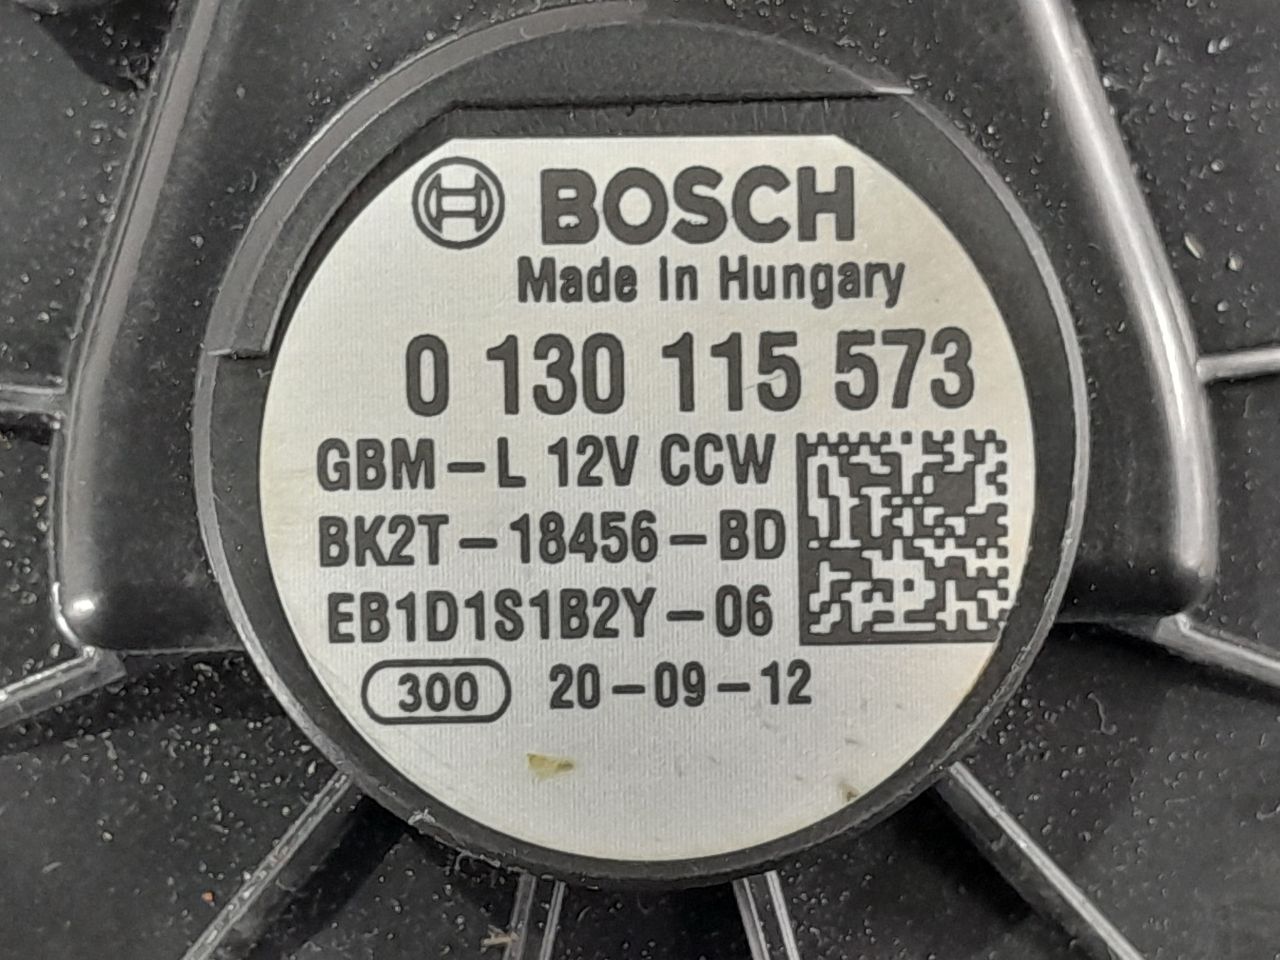 BOSCH
Made In Hungary
0 130 115 573
GBM-L 12V CCW
BK2T-18456-BD
EB1D1S1B2Y-06
300 20-09-12